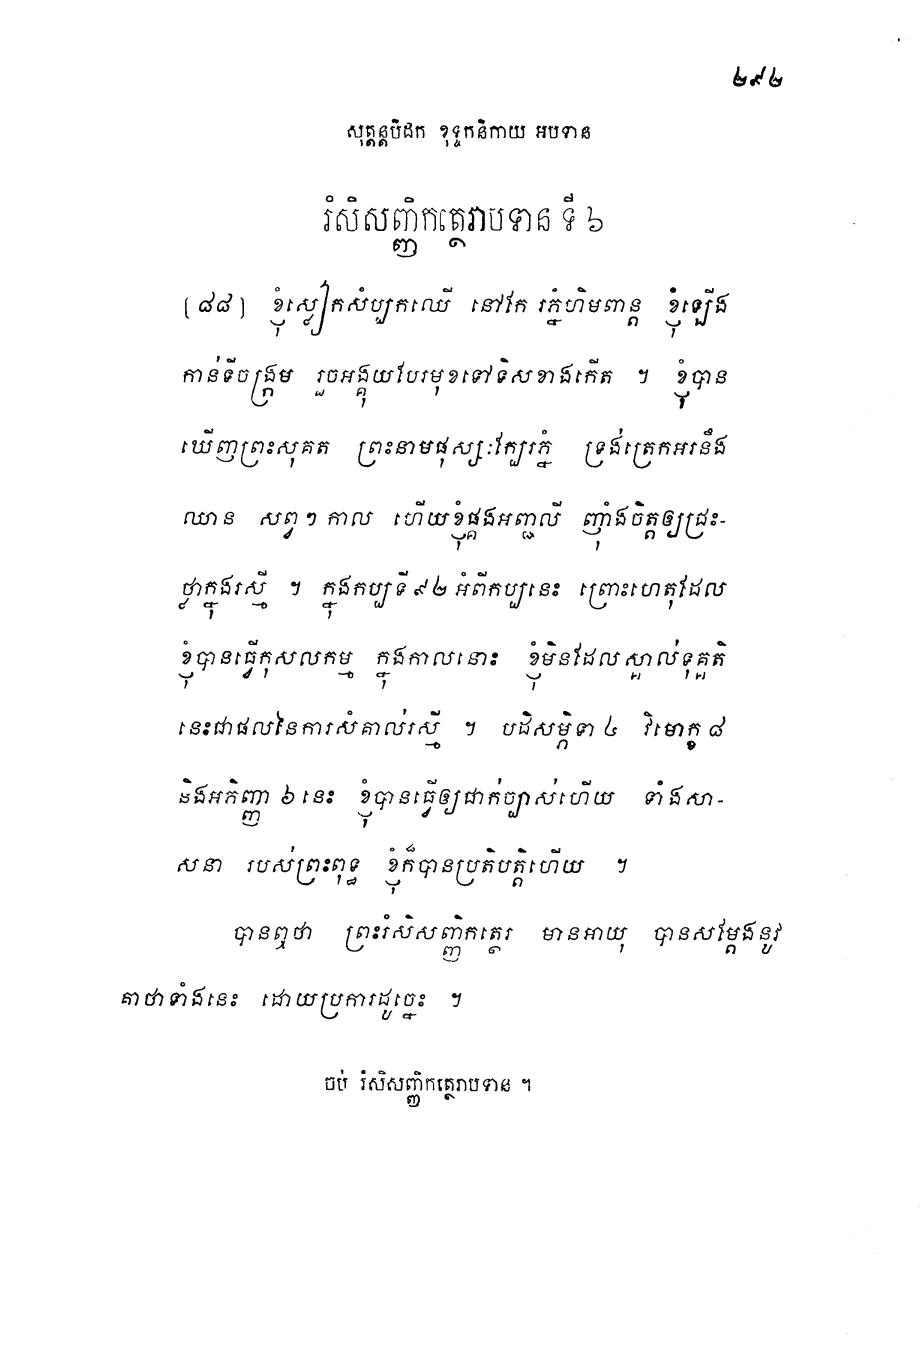 ២៩២
សុត្តន្តបិដក ខុទ្ទកនិកាយ អបទាន
រំសិសញ្ញិកត្ថេរាបទាន ទី ៦
(៨៨) ខ្ញុំស្លៀកសំបកឈើ នៅក្បែរភ្នំហិមពាន្ត ខ្ញុំឡើង
កាន់ទីចង្ក្រម រួចអង្គុយបែរមុខទៅទិសខាងកើត ។ ខ្ញុំបាន
ឃើញព្រះសុគត ព្រះនាមផុស្សៈក្បែរភ្នំ ទ្រង់ត្រេកអរនឹង
ឈាន សព្វៗ កាល ហើយខ្ញុំផ្គងអញ្ជលី ញ៉ាំងចិត្តឲ្យជ្រះ-
ថ្លាក្នុងរស្មី ។ ក្នុងកប្បទី ៩២ អំពីកប្បនេះ ព្រោះហេតុដែល
ខ្ញុំបានធ្វើកុសលកម្ម ក្នុងកាលនោះ ខ្ញុំមិនដែលស្គាល់ទុគ្គតិ
នេះជាផលនៃការសំគាល់រស្មី ។ បដិសម្ភិទា ៤ វិមោក្ខ ៨
និងអភិញ្ញា ៦ នេះ ខ្ញុំបានធ្វើឲ្យជាក់ច្បាស់ហើយ ទាំងសា-
សនា របស់ព្រះពុទ្ធ ខ្ញុំក៏បានប្រតិបត្តិហើយ ។
បានឮថា ព្រះរំសិសញ្ញិកត្ថេរ មានអាយុ បានសម្តែងនូវ
គាថាទាំងនេះ ដោយប្រការដូច្នេះ ។
ចប់ រំសិសញ្ញិកត្ថេរាបទាន ។